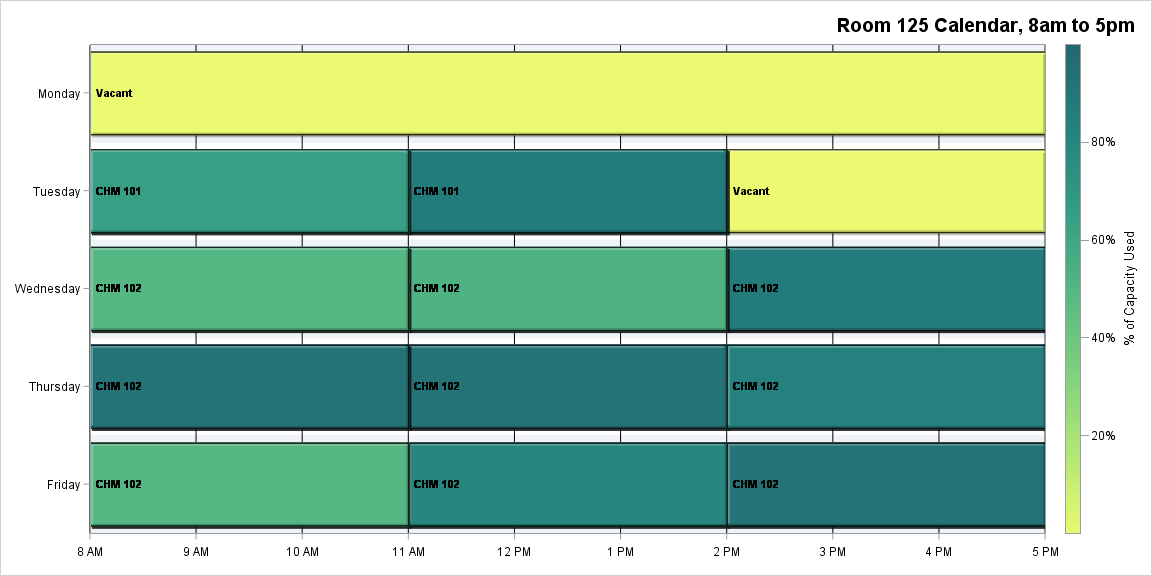 Room 125 Calendar, 8am to 5pm
Monday
Vacant
Tuesday
CHM 101
CHM 101
Vacant
Wednesday
CHM 102
CHM 102
CHM 102
Thursday
CHM 102
CHM 102
CHM 102
Friday
CHM 102
CHM 102
CHM 102
8 AM
9 AM
10 AM
11 AM
12 PM
1 PM
2 PM
3 PM
4 PM
5 PM
80%
60%
40%
20%
% of Capacity Used